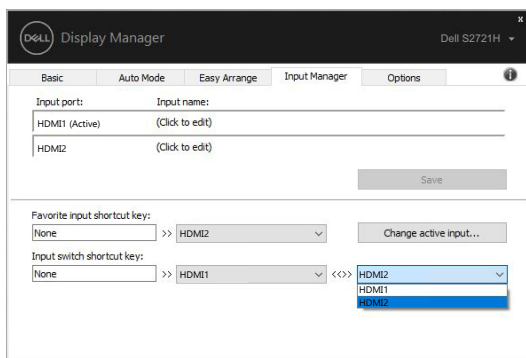 x
DELL Display Manager Dell S2721H
Basic Auto Mode Easy Arrange Input Manager Options i
Input port: Input name:
HDMI1 (Active) (Click to edit)
HDMI2 (Click to edit)
Save
Favorite input shortcut key:
None >> HDMI2 Change active input...
Input switch shortcut key:
None >> HDMI1 <<>> HDMI2
HDMI1
HDMI2